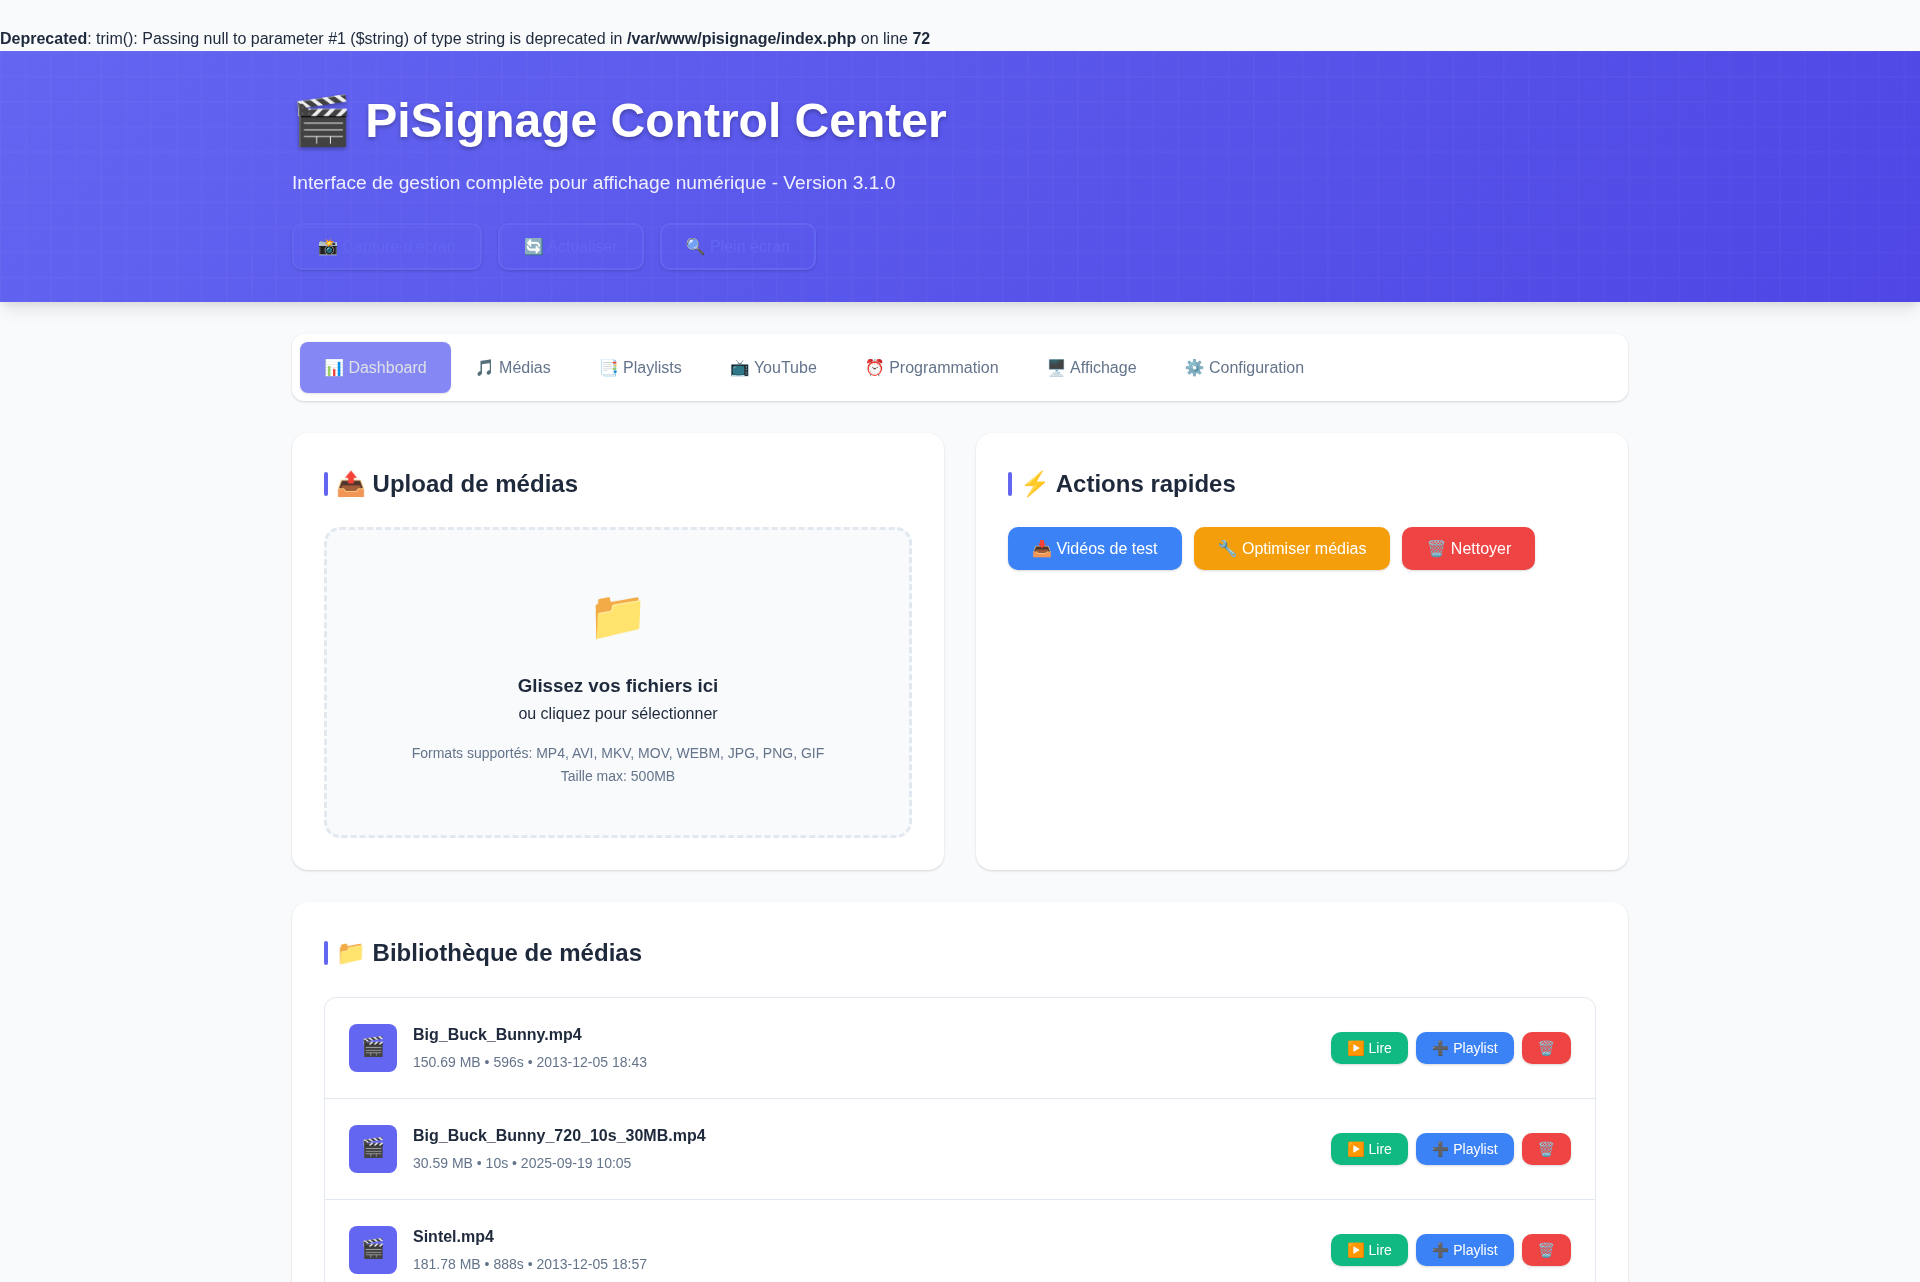 Deprecated: trim(): Passing null to parameter #1 ($string) of type string is deprecated in /var/www/pisignage/index.php on line 72
🎬 PiSignage Control Center
Interface de gestion complète pour affichage numérique - Version 3.1.0
📸 Capture d'écran 🔄 Actualiser 🔍 Plein écran
📊 Dashboard 🎵 Médias 📑 Playlists 📺 YouTube ⏰ Programmation 🖥️ Affichage ⚙️ Configuration
📤 Upload de médias
📁
Glissez vos fichiers ici
ou cliquez pour sélectionner
Formats supportés: MP4, AVI, MKV, MOV, WEBM, JPG, PNG, GIF
Taille max: 500MB
⚡ Actions rapides
📥 Vidéos de test 🔧 Optimiser médias 🗑️ Nettoyer
📁 Bibliothèque de médias
🎬 Big_Buck_Bunny.mp4
150.69 MB • 596s • 2013-12-05 18:43
▶️ Lire ➕ Playlist 🗑️
🎬 Big_Buck_Bunny_720_10s_30MB.mp4
30.59 MB • 10s • 2025-09-19 10:05
▶️ Lire ➕ Playlist 🗑️
🎬 Sintel.mp4
181.78 MB • 888s • 2013-12-05 18:57
▶️ Lire ➕ Playlist 🗑️